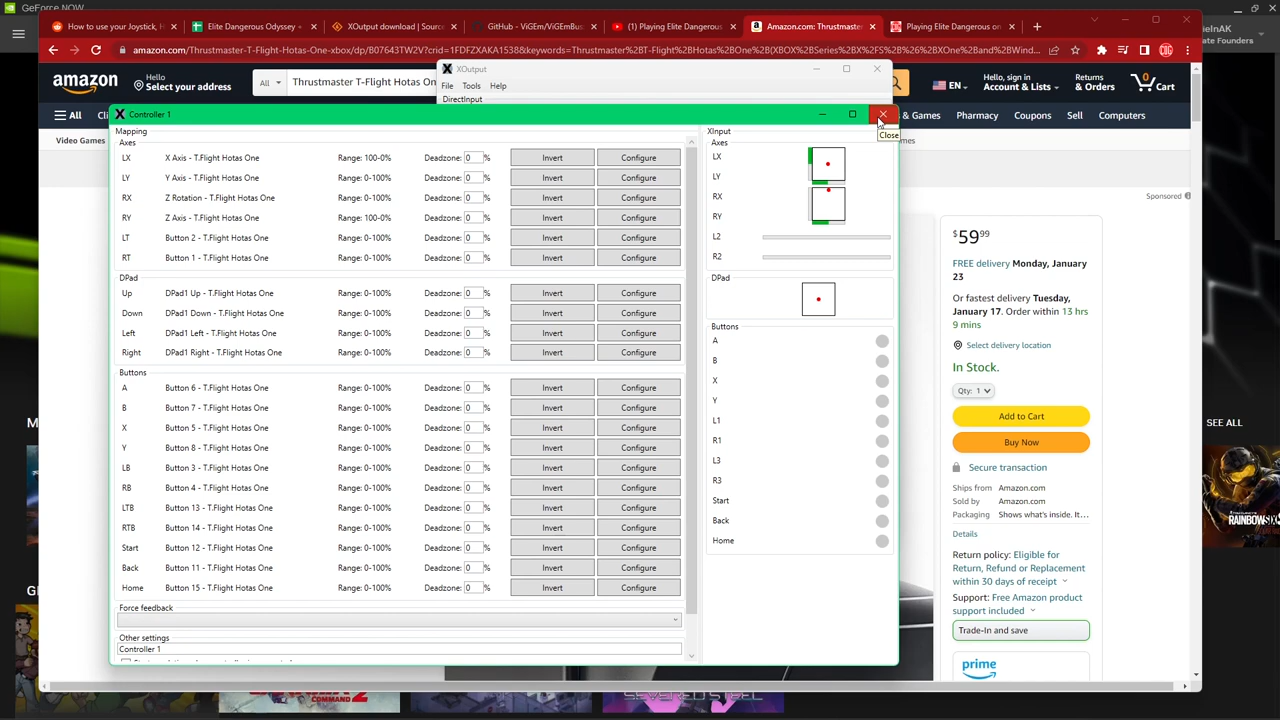 GeForce NOW
How to use your Joystick, H
Elite Dangerous Odyssey
XOutput download | Source
GitHub - ViGEm/ViGEmBus
(1) Playing Elite Dangerous
Amazon.com: Thrustmaster
Playing Elite Dangerous on
amazon.com/Thrustmaster-T-Flight-Hotas-One-xbox/dp/B07643TW2V?crid=1FDFZXAKA1538&keywords=Thrustmaster%2BT-Flight%2BHotas%2BOne%2B(XBOX%2BSeries%2BX%2FS%2B%26%2BXOne%2Band%2BWind...
amazon
Hello
Select your address
All
Thrustmaster T-Flight Hotas On
XOutput
File Tools Help
DirectInput
EN
Hello, sign in
Account & Lists
Returns
& Orders
0
Cart
All
& Games
Pharmacy
Coupons
Sell
Computers
Video Games
Controller 1
Close
Mapping
Axes
LX X Axis - T.Flight Hotas One Range: 100-0% Deadzone: 0 % Invert Configure
LY Y Axis - T.Flight Hotas One Range: 0-100% Deadzone: 0 % Invert Configure
RX Z Rotation - T.Flight Hotas One Range: 0-100% Deadzone: 0 % Invert Configure
RY Z Axis - T.Flight Hotas One Range: 100-0% Deadzone: 0 % Invert Configure
LT Button 2 - T.Flight Hotas One Range: 0-100% Deadzone: 0 % Invert Configure
RT Button 1 - T.Flight Hotas One Range: 0-100% Deadzone: 0 % Invert Configure
DPad
Up DPad1 Up - T.Flight Hotas One Range: 0-100% Deadzone: 0 % Invert Configure
Down DPad1 Down - T.Flight Hotas One Range: 0-100% Deadzone: 0 % Invert Configure
Left DPad1 Left - T.Flight Hotas One Range: 0-100% Deadzone: 0 % Invert Configure
Right DPad1 Right - T.Flight Hotas One Range: 0-100% Deadzone: 0 % Invert Configure
Buttons
A Button 6 - T.Flight Hotas One Range: 0-100% Deadzone: 0 % Invert Configure
B Button 7 - T.Flight Hotas One Range: 0-100% Deadzone: 0 % Invert Configure
X Button 5 - T.Flight Hotas One Range: 0-100% Deadzone: 0 % Invert Configure
Y Button 8 - T.Flight Hotas One Range: 0-100% Deadzone: 0 % Invert Configure
LB Button 3 - T.Flight Hotas One Range: 0-100% Deadzone: 0 % Invert Configure
RB Button 4 - T.Flight Hotas One Range: 0-100% Deadzone: 0 % Invert Configure
LTB Button 13 - T.Flight Hotas One Range: 0-100% Deadzone: 0 % Invert Configure
RTB Button 14 - T.Flight Hotas One Range: 0-100% Deadzone: 0 % Invert Configure
Start Button 12 - T.Flight Hotas One Range: 0-100% Deadzone: 0 % Invert Configure
Back Button 11 - T.Flight Hotas One Range: 0-100% Deadzone: 0 % Invert Configure
Home Button 15 - T.Flight Hotas One Range: 0-100% Deadzone: 0 % Invert Configure
Force feedback
Other settings
Controller 1
XInput
Axes
LX
LY
RX
RY
L2
R2
DPad
Buttons
A
B
X
Y
L1
R1
L3
R3
Start
Back
Home
Sponsored
$59.99
FREE delivery Monday, January
23
Or fastest delivery Tuesday,
January 17. Order within 13 hrs
9 mins
Select delivery location
In Stock.
Qty: 1
Add to Cart
Buy Now
Secure transaction
Ships from Amazon.com
Sold by Amazon.com
Packaging Shows what's inside. It...
Details
Return policy: Eligible for
Return, Refund or Replacement
within 30 days of receipt
Support: Free Amazon product
support included
Trade-In and save
prime
SEE ALL
RAINBOWSIX
COMMAND 2
SEVERED STEEL